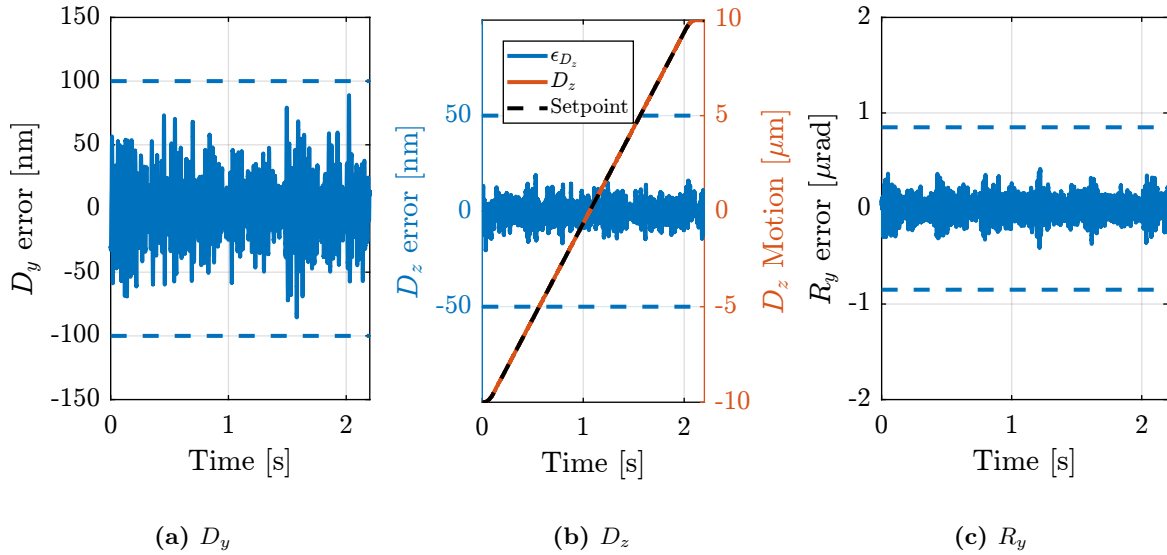 150
100
50
0
-50
-100
-150
D_y error [nm]
0 1 2
Time [s]
(a) D_y
ϵ_{D_z}
D_z
Setpoint
50
0
-50
D_z error [nm]
10
5
0
-5
-10
D_z Motion [μm]
0 1 2
Time [s]
(b) D_z
2
1
0
-1
-2
R_y error [μrad]
0 1 2
Time [s]
(c) R_y